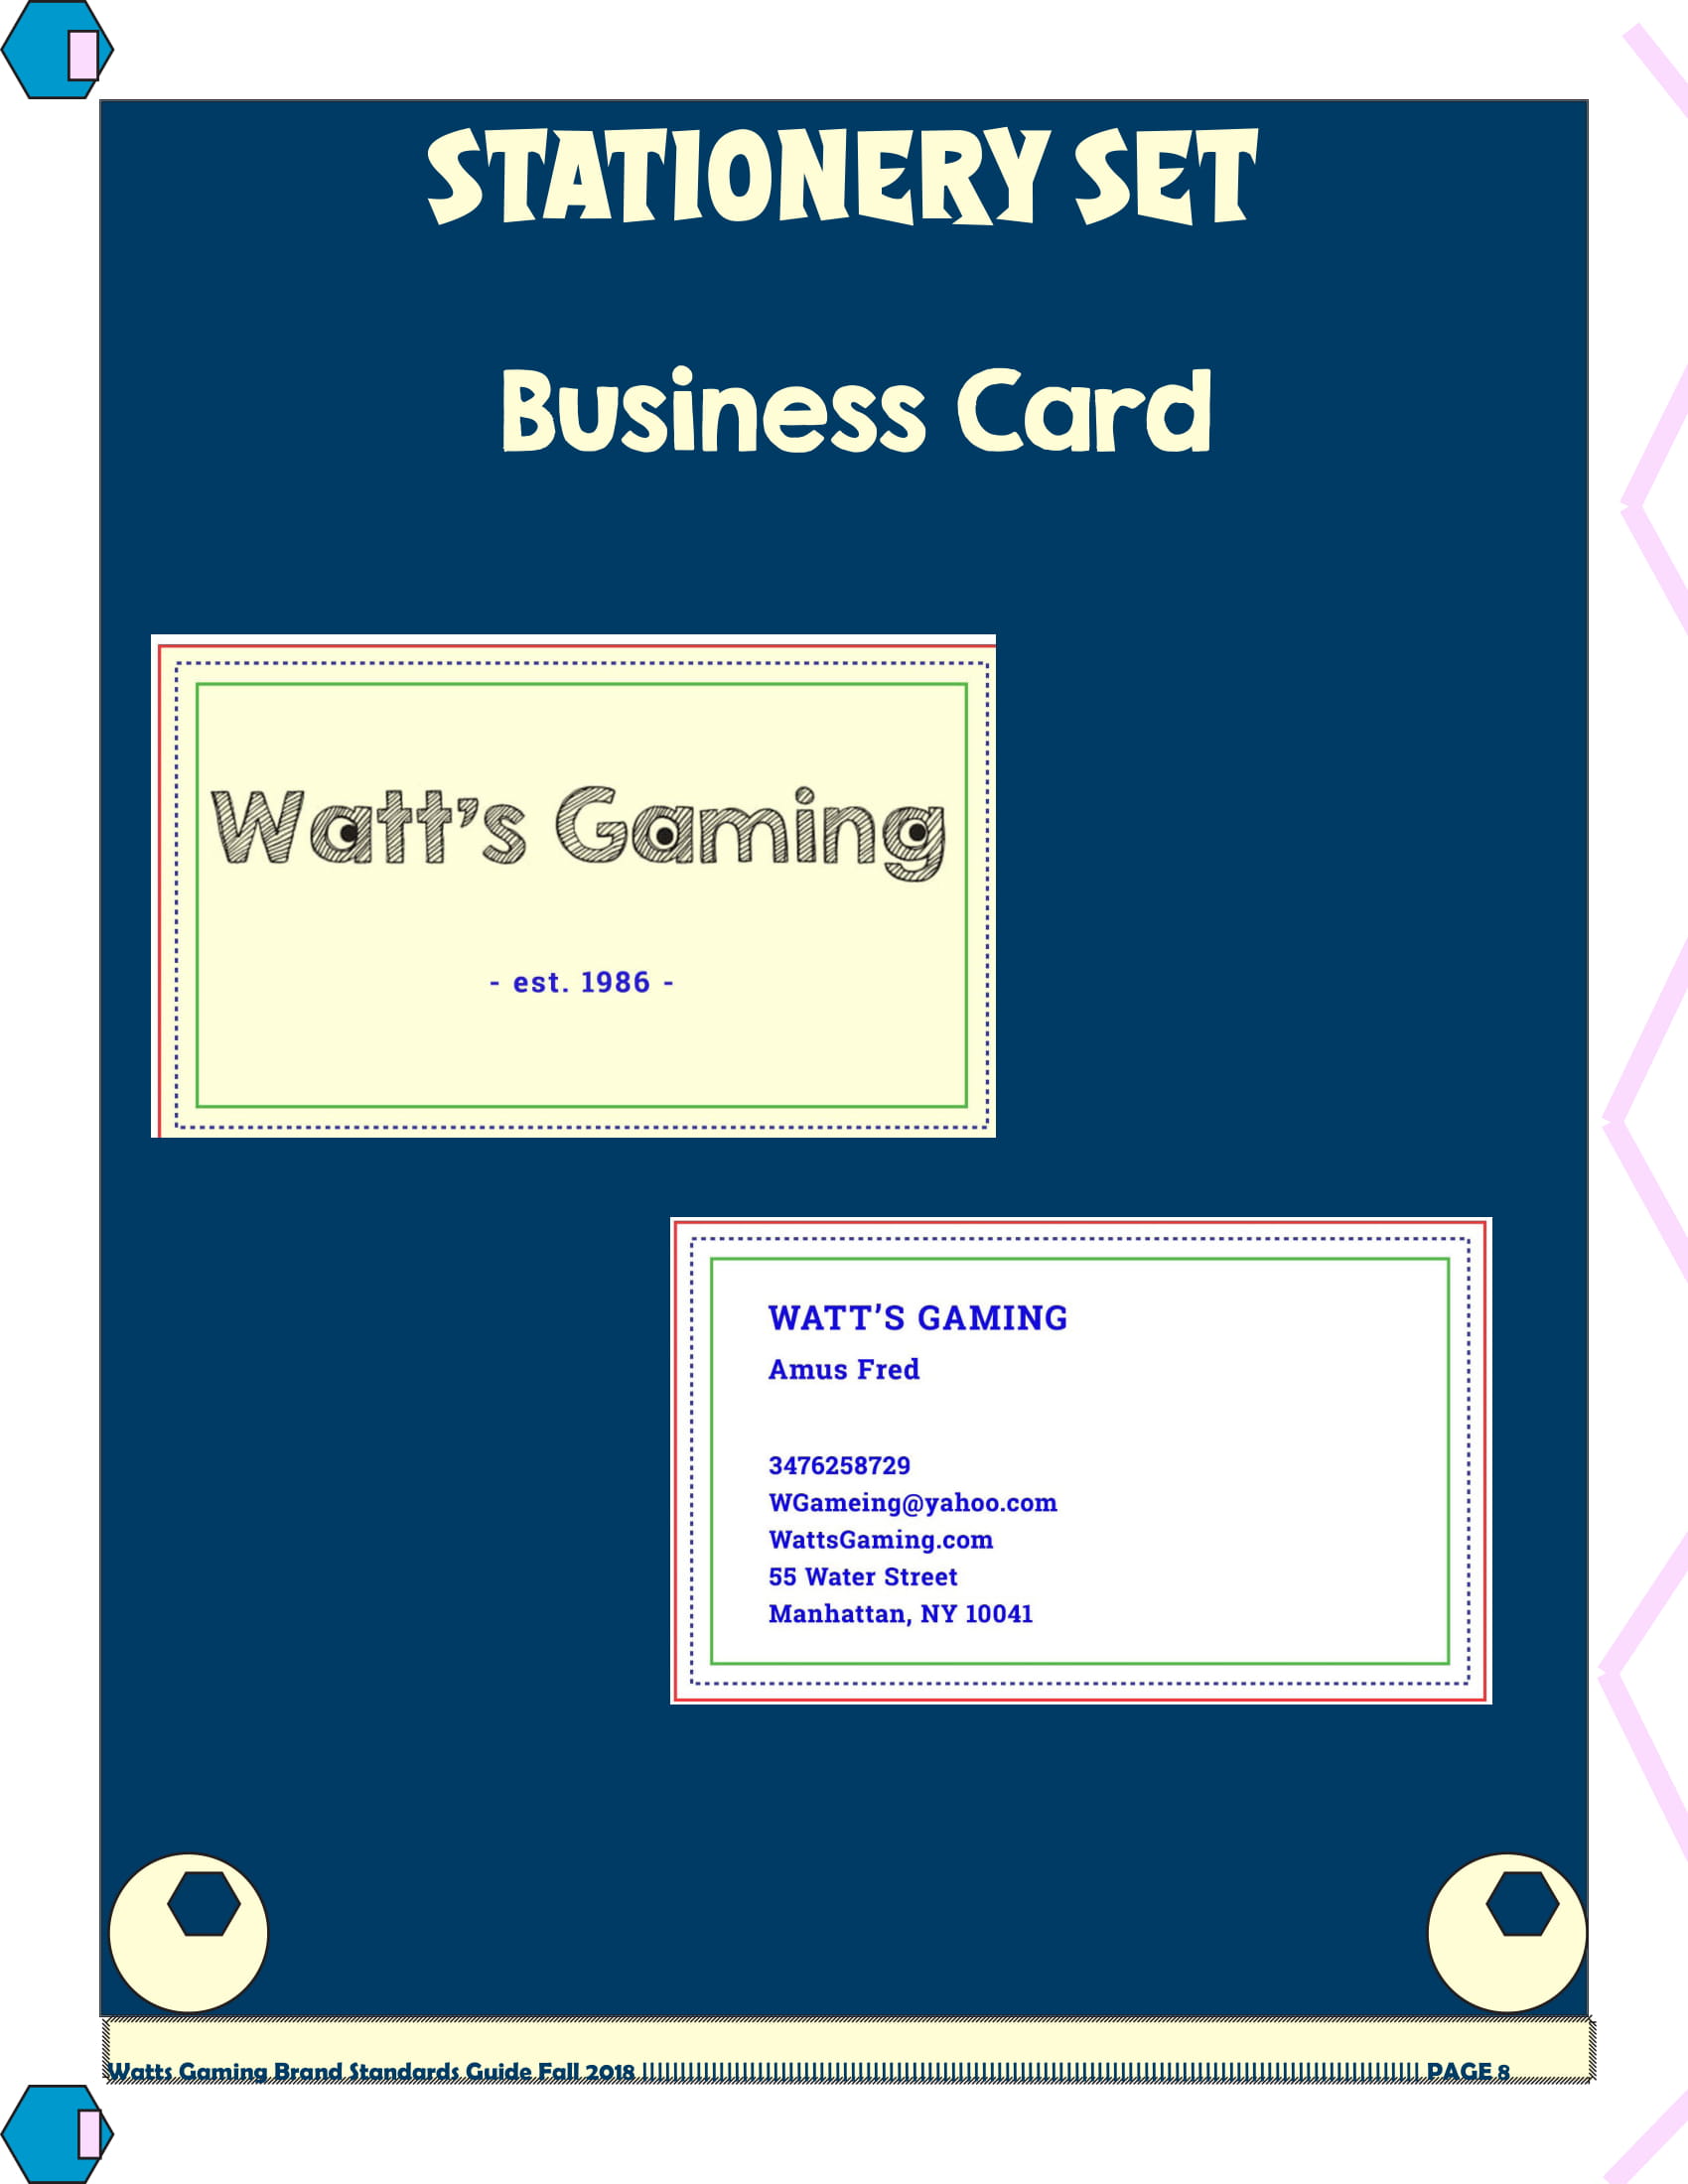 STATIONERY SET
Business Card
Watt’s Gaming
- est. 1986 -
WATT’S GAMING
Amus Fred
3476258729
WGameing@yahoo.com
WattsGaming.com
55 Water Street
Manhattan, NY 10041
Watts Gaming Brand Standards Guide Fall 2018 |||||||||||||||||||||||||||||||||||||||||||||||||||||||||||||||||||||||||||||||||||||||||||||||| PAGE 8